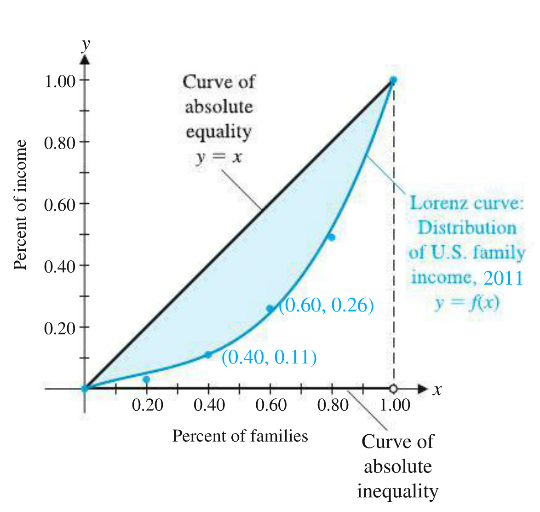 y
1.00
0.80
0.60
0.40
0.20
Percent of income
Curve of
absolute
equality
y = x
Lorenz curve:
Distribution
of U.S. family
income, 2011
y = f(x)
(0.60, 0.26)
(0.40, 0.11)
x
0.20 0.40 0.60 0.80 1.00
Percent of families
Curve of
absolute
inequality